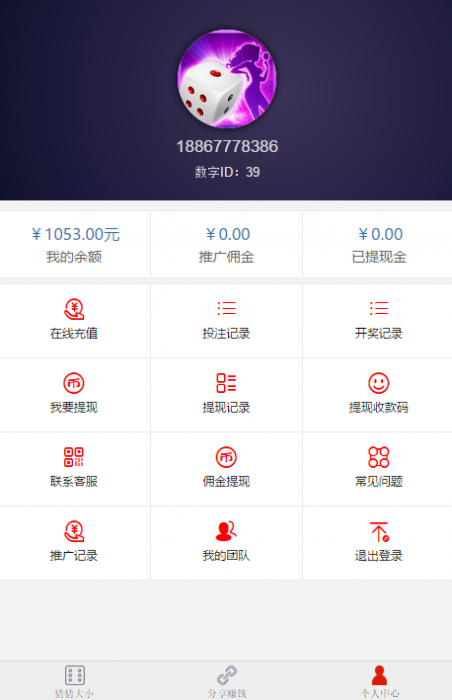 18867778386
数字ID：39
￥1053.00元 ￥0.00 ￥0.00
我的余额 推广佣金 已提现金
在线充值 投注记录 开奖记录
我要提现 提现记录 提现收款码
联系客服 佣金提现 常见问题
推广记录 我的团队 退出登录
猜猜大小 分享赚钱 个人中心